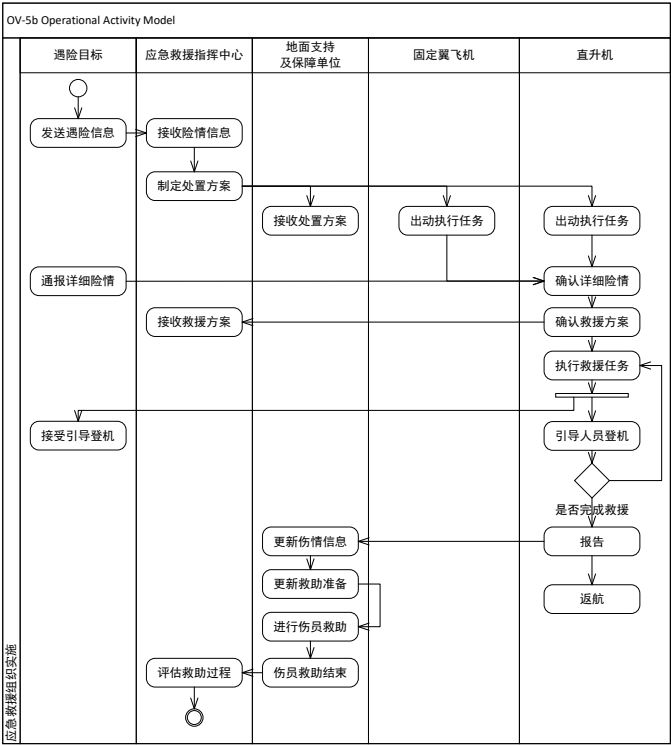 OV-5b Operational Activity Model
遇险目标
应急救援指挥中心
地面支持
及保障单位
固定翼飞机
直升机
发送遇险信息
接收险情信息
制定处置方案
接收处置方案
出动执行任务
出动执行任务
通报详细险情
确认详细险情
接收救援方案
确认救援方案
执行救援任务
接受引导登机
引导人员登机
是否完成救援
更新伤情信息
报告
更新救助准备
返航
进行伤员救助
评估救助过程
伤员救助结束
应急救援组织实施